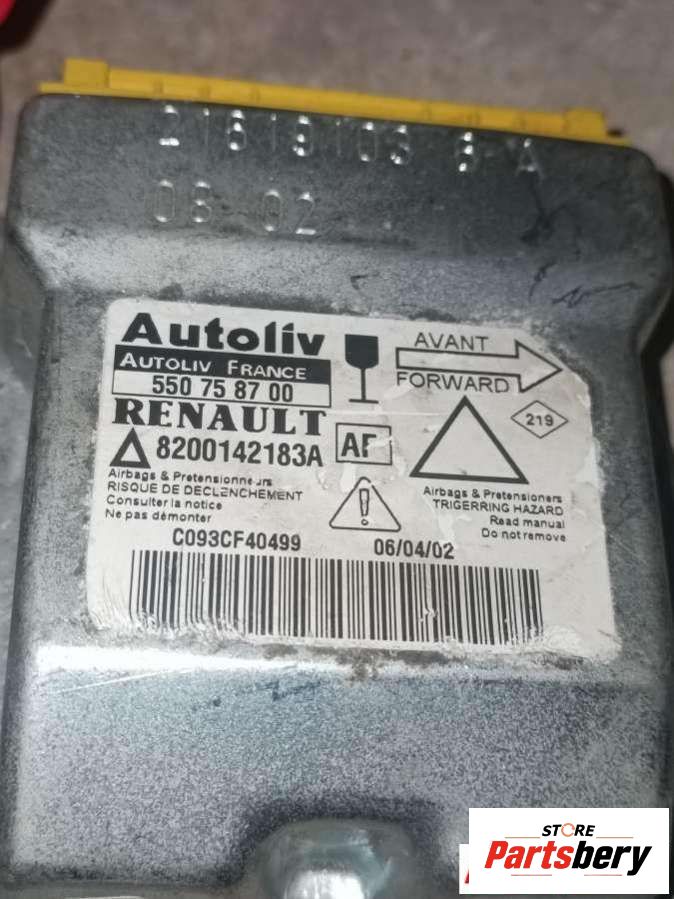 21619103 6-A
08 02
Autoliv
AUTOLIV FRANCE
550 75 87 00
RENAULT
8200142183A
AF
AVANT
FORWARD
219
Airbags & Pretensionneurs
RISQUE DE DECLENCHEMENT
Consulter la notice
Ne pas démonter
Airbags & Pretensioners
TRIGERRING HAZARD
Read manual
Do not remove
C093CF40499 06/04/02
STORE
Partsbery